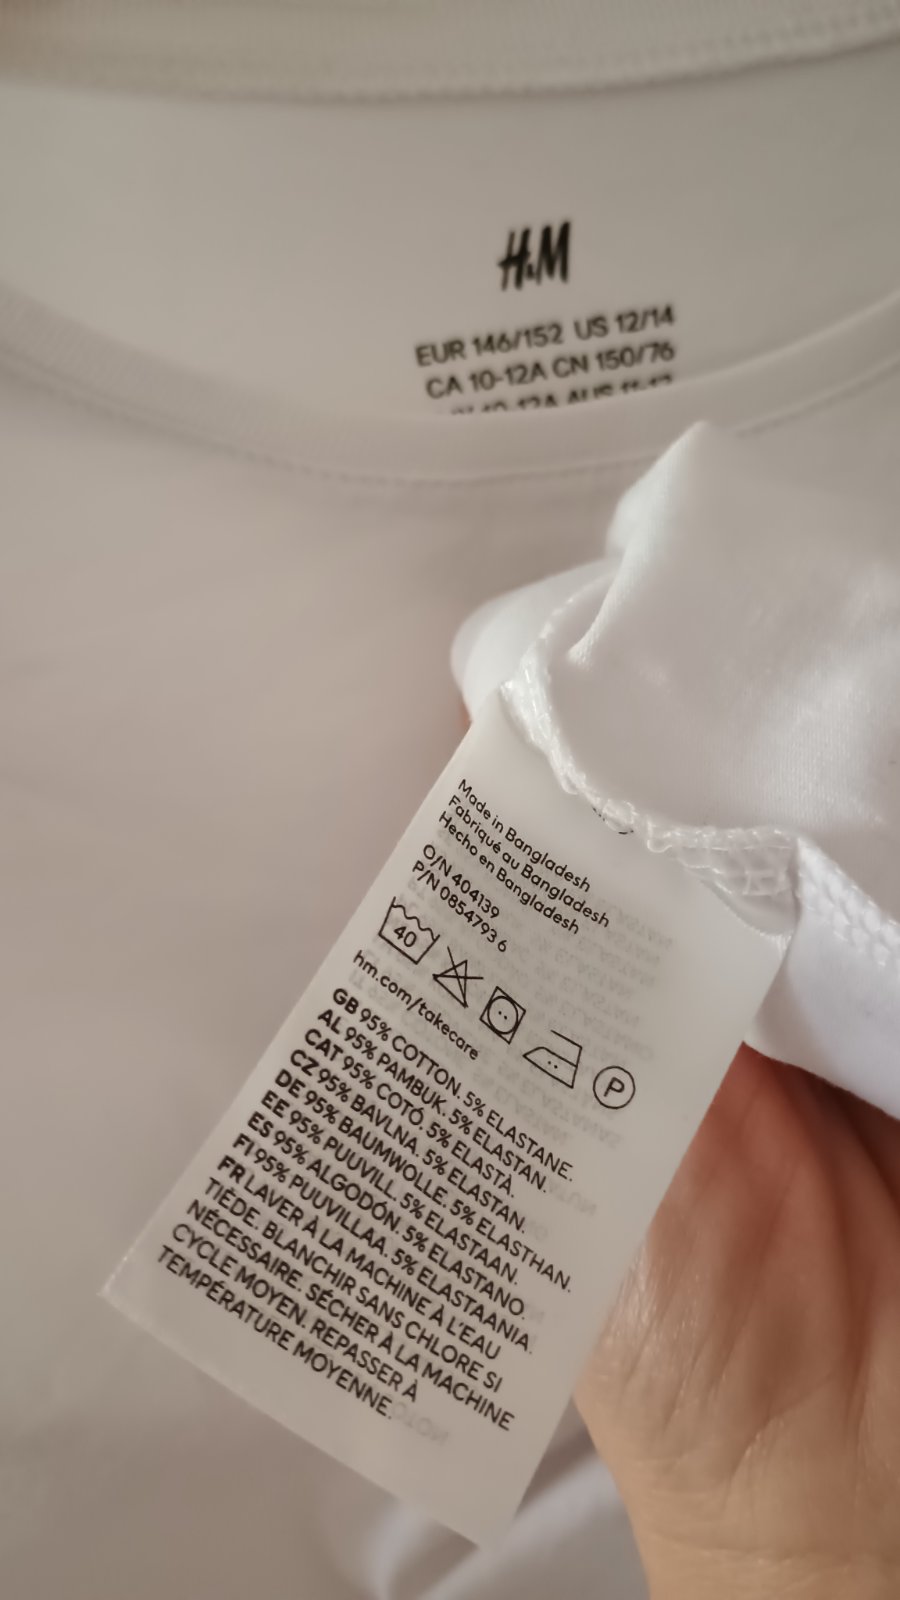 H&M
EUR 146/152 US 12/14
CA 10-12A CN 150/76
10-12A AUS
Made in Bangladesh
Fabriqué au Bangladesh
Hecho en Bangladesh
O/N 404139
P/N 0854793 6
40
P
hm.com/takecare
GB 95% COTTON. 5% ELASTANE.
AL 95% PAMBUK. 5% ELASTAN.
CAT 95% COTÓ. 5% ELASTÀ.
CZ 95% BAVLNA. 5% ELASTAN.
DE 95% BAUMWOLLE. 5% ELASTHAN.
EE 95% PUUVILL. 5% ELASTAAN.
ES 95% ALGODÓN. 5% ELASTANO.
FI 95% PUUVILLAA. 5% ELASTAANIA.
FR LAVER À LA MACHINE À L'EAU
TIÈDE. BLANCHIR SANS CHLORE SI
NÉCESSAIRE. SÉCHER À LA MACHINE
CYCLE MOYEN. REPASSER À
TEMPÉRATURE MOYENNE.